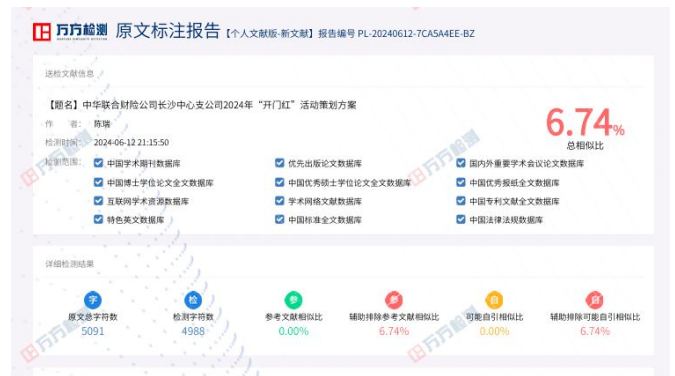 万方检测 原文标注报告【个人文献版-新文献】报告编号 PL-20240612-7CA5A4EE-BZ
送检文献信息
【题名】中华联合财险公司长沙中心支公司2024年“开门红”活动策划方案
作 者： 陈瑞
检测时间： 2024-06-12 21:15:50
6.74%
总相似比
检测范围： 中国学术期刊数据库 优先出版论文数据库 国内外重要学术会议论文数据库
中国博士学位论文全文数据库 中国优秀硕士学位论文全文数据库 中国优秀报纸全文数据库
互联网学术资源数据库 学术网络文献数据库 中国专利文献全文数据库
特色英文数据库 中国标准全文数据库 中国法律法规数据库
详细检测结果
字 检 参 参 自 自
原文总字符数 检测字符数 参考文献相似比 辅助排除参考文献相似比 可能自引相似比 辅助排除可能自引相似比
5091 4988 0.00% 6.74% 0.00% 6.74%